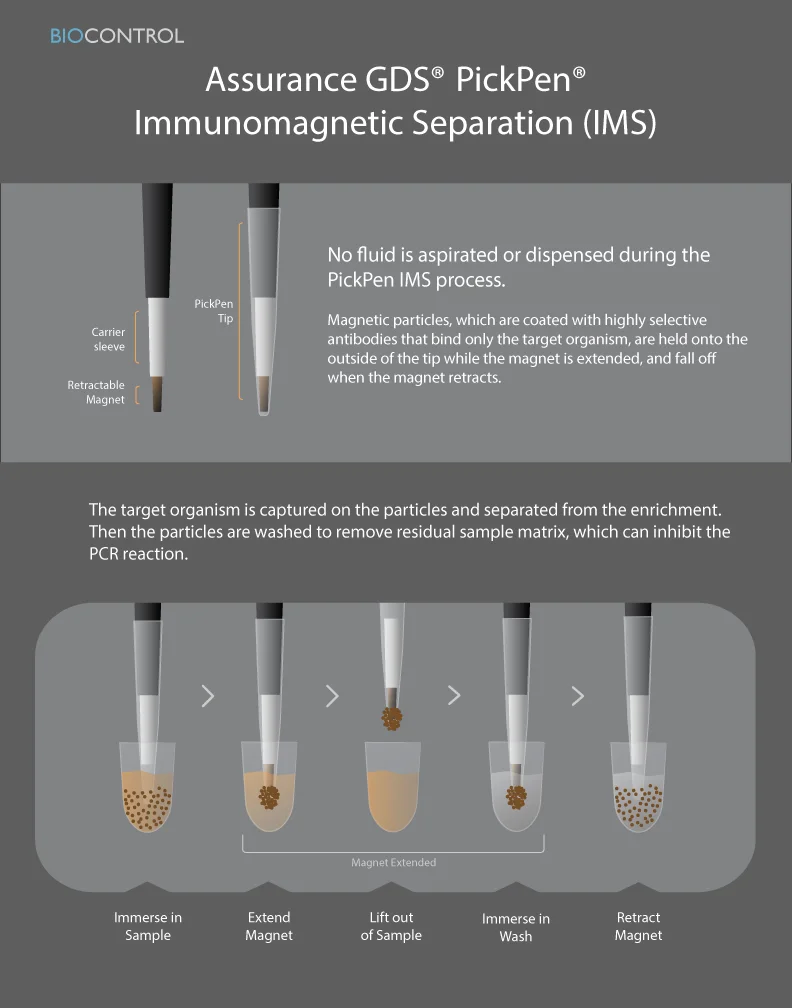 BIOCONTROL
Assurance GDS® PickPen®
Immunomagnetic Separation (IMS)
Carrier
sleeve
Retractable
Magnet
PickPen
Tip
No fluid is aspirated or dispensed during the
PickPen IMS process.
Magnetic particles, which are coated with highly selective
antibodies that bind only the target organism, are held onto the
outside of the tip while the magnet is extended, and fall off
when the magnet retracts.
The target organism is captured on the particles and separated from the enrichment.
Then the particles are washed to remove residual sample matrix, which can inhibit the
PCR reaction.
Magnet Extended
Immerse in
Sample
Extend
Magnet
Lift out
of Sample
Immerse in
Wash
Retract
Magnet